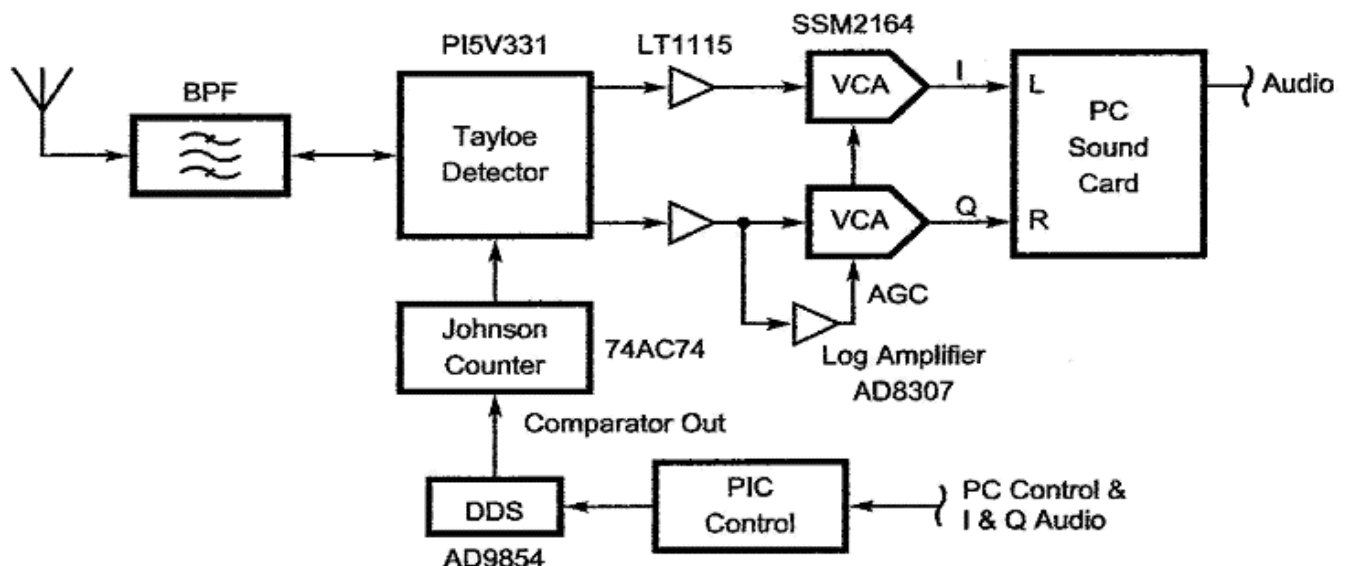 SSM2164
PI5V331
LT1115
BPF
Tayloe
Detector
VCA
I
L
PC
Sound
Card
Audio
VCA
Q
R
AGC
Johnson
Counter
74AC74
Log Amplifier
AD8307
Comparator Out
DDS
AD9854
PIC
Control
PC Control &
I & Q Audio